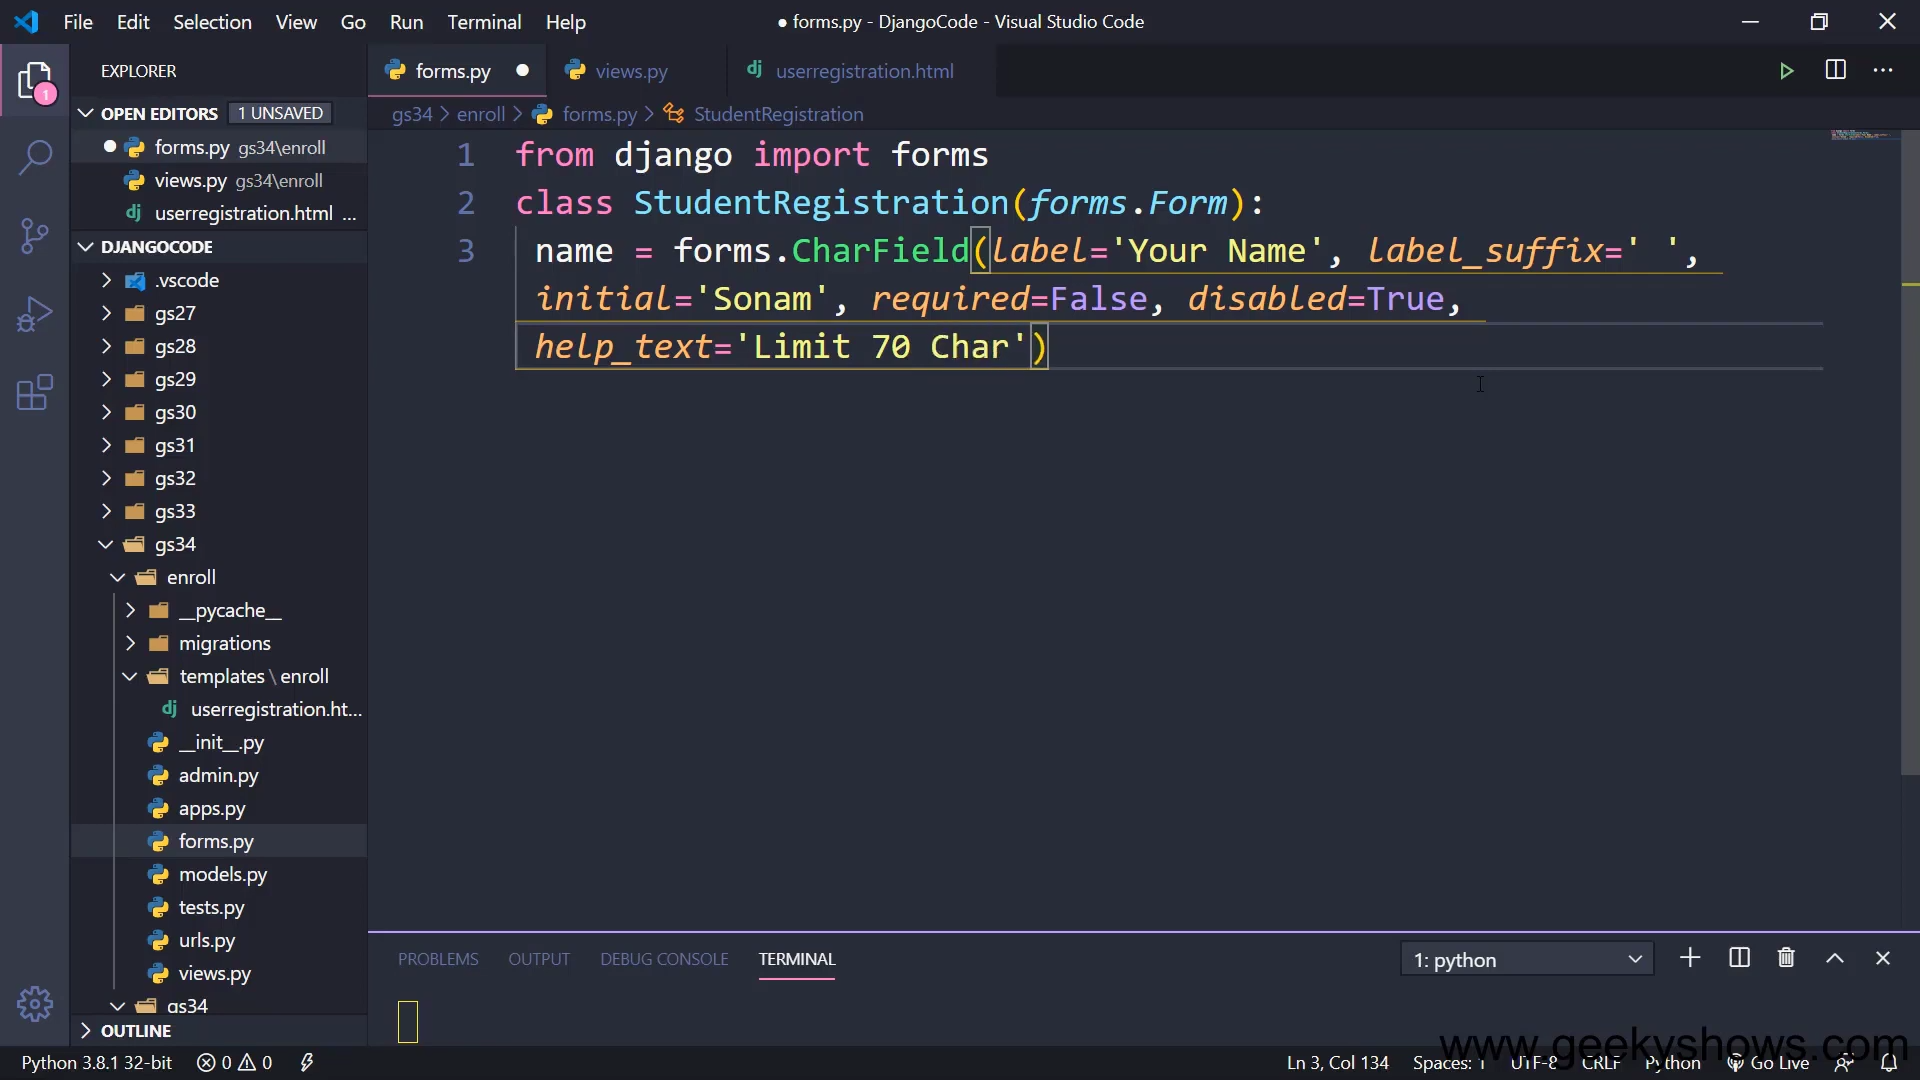 File Edit Selection View Go Run Terminal Help
● forms.py - DjangoCode - Visual Studio Code
EXPLORER
1
OPEN EDITORS 1 UNSAVED
forms.py gs34\enroll
views.py gs34\enroll
userregistration.html ...
DJANGOCODE
.vscode
gs27
gs28
gs29
gs30
gs31
gs32
gs33
gs34
enroll
__pycache__
migrations
templates \ enroll
userregistration.ht...
__init__.py
admin.py
apps.py
forms.py
models.py
tests.py
urls.py
views.py
gs34
OUTLINE
forms.py views.py userregistration.html
gs34 > enroll > forms.py > StudentRegistration
1 from django import forms
2 class StudentRegistration(forms.Form):
3 name = forms.CharField(label='Your Name', label_suffix=' ',
initial='Sonam', required=False, disabled=True,
help_text='Limit 70 Char')
PROBLEMS OUTPUT DEBUG CONSOLE TERMINAL 1: python
www.geekyshows.com
Python 3.8.1 32-bit 0 0 Ln 3, Col 134 Spaces: 1 UTF-8 CRLF Python Go Live